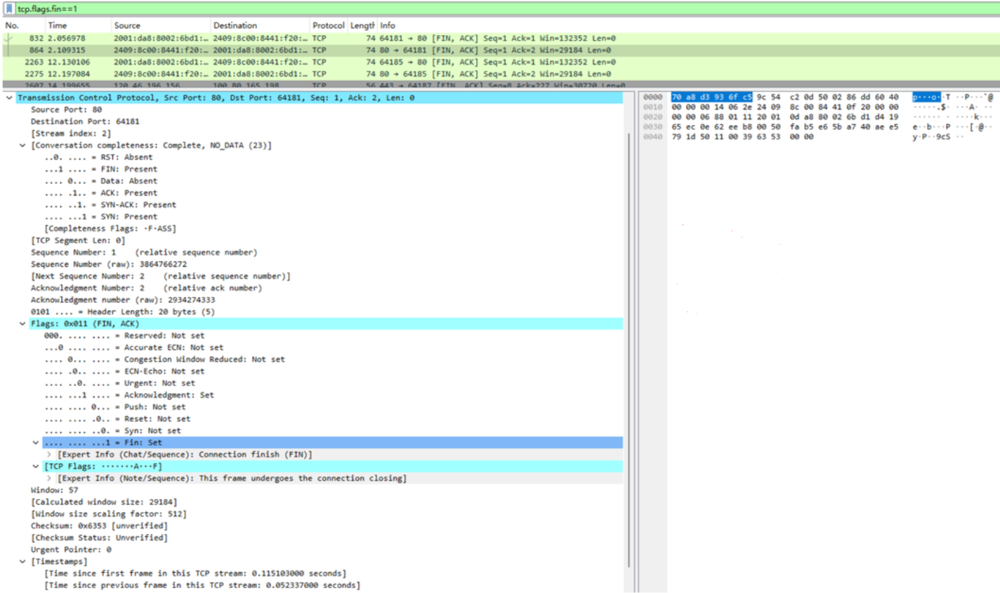 tcp.flags.fin==1
No. Time Source Destination Protocol Length Info
832 2.056978 2001:da8:8002:6bd1:… 2409:8c00:8441:f20:… TCP 74 64181 → 80 [FIN, ACK] Seq=1 Ack=1 Win=132352 Len=0
864 2.109315 2409:8c00:8441:f20:… 2001:da8:8002:6bd1:… TCP 74 80 → 64181 [FIN, ACK] Seq=1 Ack=2 Win=29184 Len=0
2263 12.130106 2001:da8:8002:6bd1:… 2409:8c00:8441:f20:… TCP 74 64185 → 80 [FIN, ACK] Seq=1 Ack=1 Win=132352 Len=0
2275 12.197084 2409:8c00:8441:f20:… 2001:da8:8002:6bd1:… TCP 74 80 → 64185 [FIN, ACK] Seq=1 Ack=2 Win=29184 Len=0
2607 14.199655 120.46.196.156 100.80.165.198 TCP 56 443 → 64187 [FIN, ACK] Seq=8 Ack=227 Win=30720 Len=0
Transmission Control Protocol, Src Port: 80, Dst Port: 64181, Seq: 1, Ack: 2, Len: 0
Source Port: 80
Destination Port: 64181
[Stream index: 2]
[Conversation completeness: Complete, NO_DATA (23)]
..0. .... = RST: Absent
...1 .... = FIN: Present
.... 0... = Data: Absent
.... .1.. = ACK: Present
.... ..1. = SYN-ACK: Present
.... ...1 = SYN: Present
[Completeness Flags: ·F·ASS]
[TCP Segment Len: 0]
Sequence Number: 1 (relative sequence number)
Sequence Number (raw): 3864766272
[Next Sequence Number: 2 (relative sequence number)]
Acknowledgment Number: 2 (relative ack number)
Acknowledgment number (raw): 2934274333
0101 .... = Header Length: 20 bytes (5)
Flags: 0x011 (FIN, ACK)
000. .... .... = Reserved: Not set
...0 .... .... = Accurate ECN: Not set
.... 0... .... = Congestion Window Reduced: Not set
.... .0.. .... = ECN-Echo: Not set
.... ..0. .... = Urgent: Not set
.... ...1 .... = Acknowledgment: Set
.... .... 0... = Push: Not set
.... .... .0.. = Reset: Not set
.... .... ..0. = Syn: Not set
.... .... ...1 = Fin: Set
[Expert Info (Chat/Sequence): Connection finish (FIN)]
[TCP Flags: ·······A···F]
[Expert Info (Note/Sequence): This frame undergoes the connection closing]
Window: 57
[Calculated window size: 29184]
[Window size scaling factor: 512]
Checksum: 0x6353 [unverified]
[Checksum Status: Unverified]
Urgent Pointer: 0
[Timestamps]
[Time since first frame in this TCP stream: 0.115103000 seconds]
[Time since previous frame in this TCP stream: 0.052337000 seconds]
0000 70 a8 d3 93 6f c5 9c 54 c2 0d 50 02 86 dd 60 40 p···o··T ··P···`@
0010 00 00 00 14 06 2e 24 09 8c 00 84 41 0f 20 00 00 ······.$· ···A· ··
0020 00 00 06 88 01 11 20 01 0d a8 80 02 6b d1 d4 19 ······ · ····k···
0030 65 ec 0e 62 ee b8 00 50 fa b5 e6 5b a7 40 ae e5 e··b···P ···[·@··
0040 79 1d 50 11 00 39 63 53 00 00 y·P··9cS ··